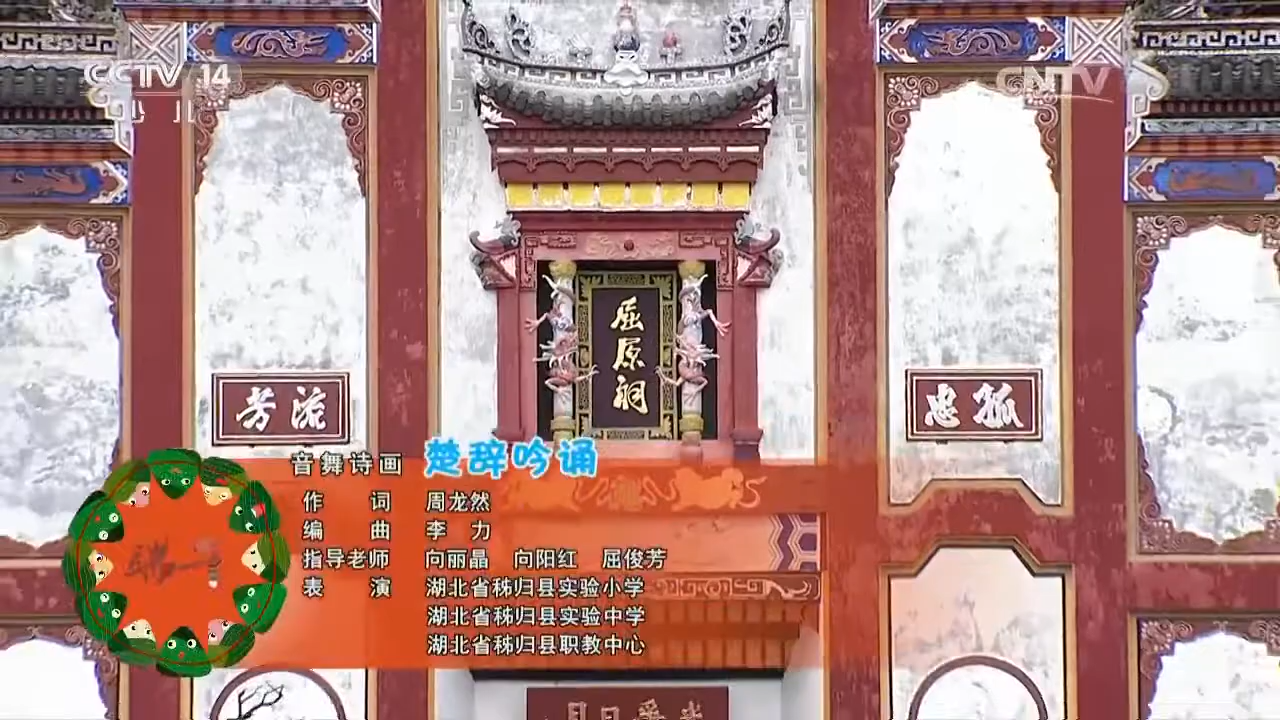 CCTV 14
少儿
CNTV
屈原祠
芳流
忠孤
音舞诗画 楚辞吟诵
作 词 周龙然
编 曲 李 力
指导老师 向丽晶 向阳红 屈俊芳
表 演 湖北省秭归县实验小学
湖北省秭归县实验中学
湖北省秭归县职教中心
端午